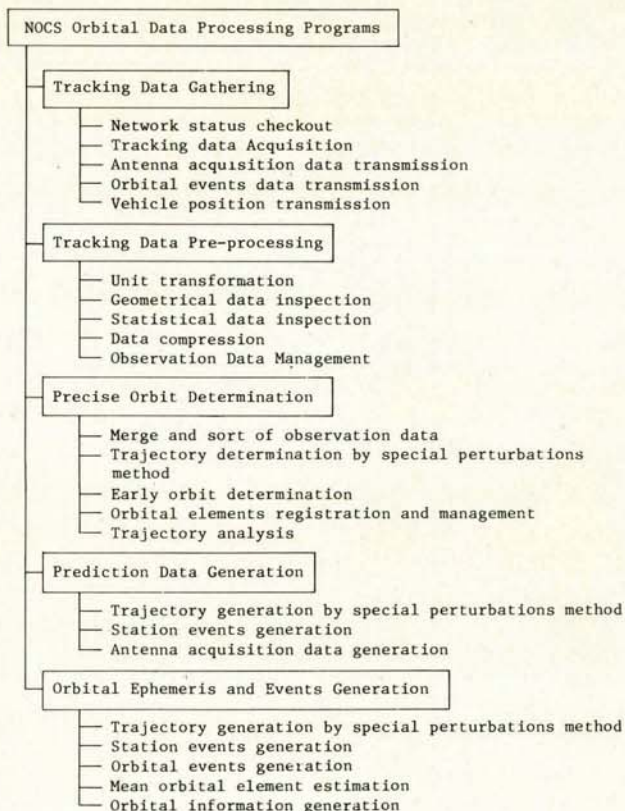 NOCS Orbital Data Processing Programs
Tracking Data Gathering
Network status checkout
Tracking data Acquisition
Antenna acquisition data transmission
Orbital events data transmission
Vehicle position transmission
Tracking Data Pre-processing
Unit transformation
Geometrical data inspection
Statistical data inspection
Data compression
Observation Data Management
Precise Orbit Determination
Merge and sort of observation data
Trajectory determination by special perturbations
method
Early orbit determination
Orbital elements registration and management
Trajectory analysis
Prediction Data Generation
Trajectory generation by special perturbations method
Station events generation
Antenna acquisition data generation
Orbital Ephemeris and Events Generation
Trajectory generation by special perturbations method
Station events generation
Orbital events generation
Mean orbital element estimation
Orbital information generation